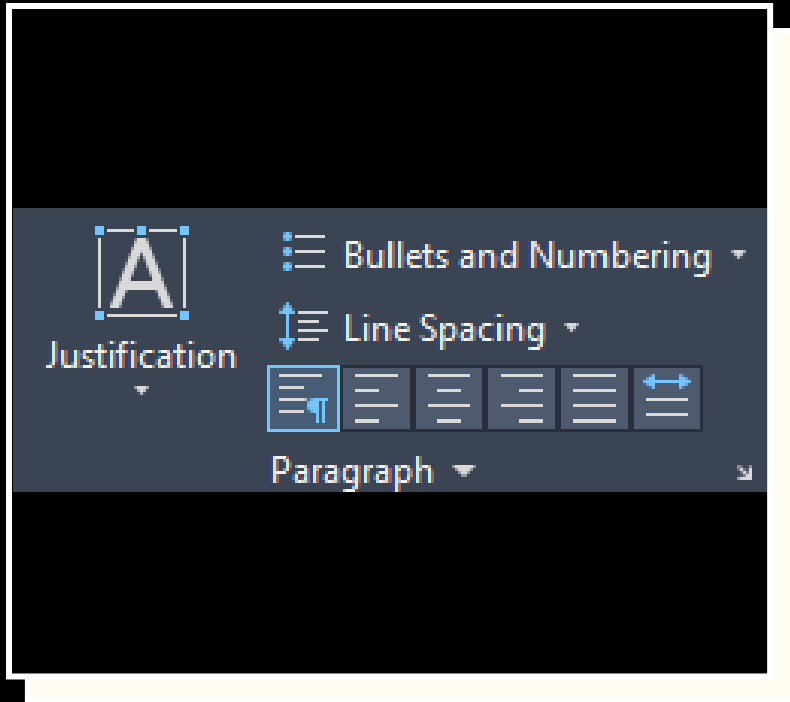 A
Justification
Bullets and Numbering
Line Spacing
Paragraph